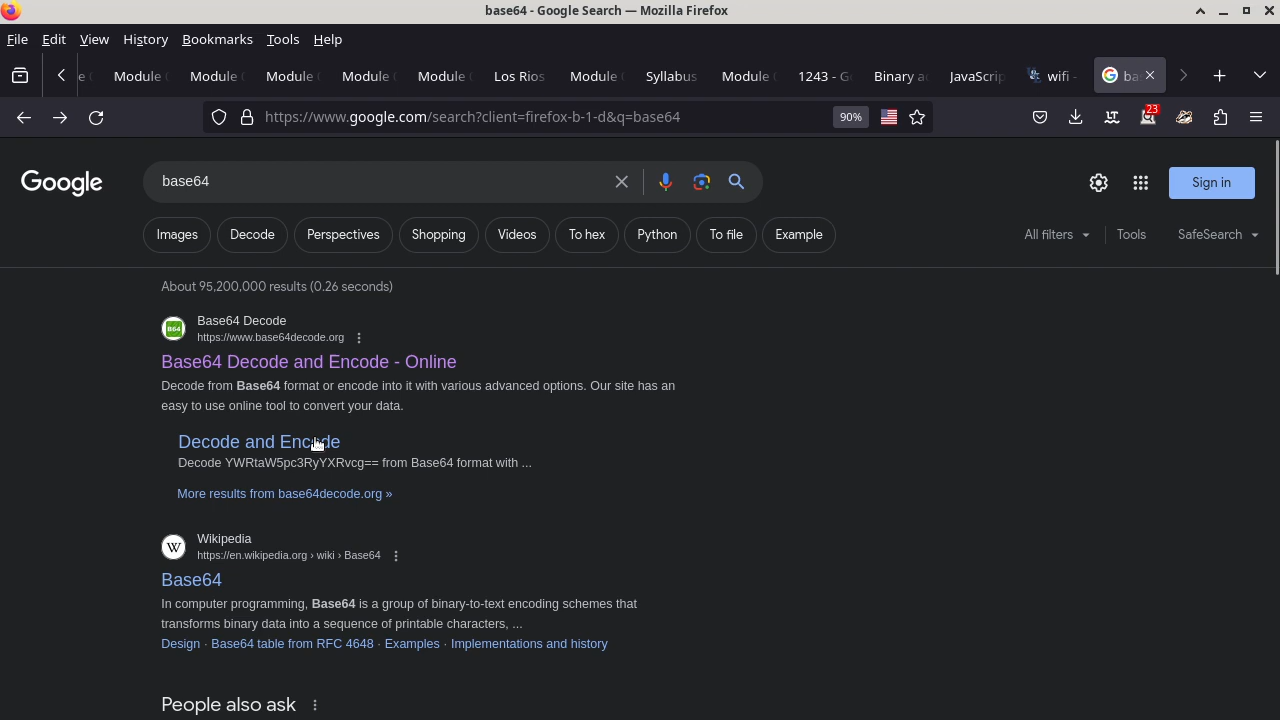 base64 - Google Search — Mozilla Firefox
File Edit View History Bookmarks Tools Help
Module Module Module Module Module Los Rios Module Syllabus Module 1243 - G Binary a JavaScrip wifi - ba
https://www.google.com/search?client=firefox-b-1-d&q=base64 90% 23
Google base64 Sign in
Images Decode Perspectives Shopping Videos To hex Python To file Example All filters Tools SafeSearch
About 95,200,000 results (0.26 seconds)
B64 Base64 Decode
https://www.base64decode.org
Base64 Decode and Encode - Online
Decode from Base64 format or encode into it with various advanced options. Our site has an
easy to use online tool to convert your data.
Decode and Encode
Decode YWRtaW5pc3RyYXRvcg== from Base64 format with ...
More results from base64decode.org »
W Wikipedia
https://en.wikipedia.org › wiki › Base64
Base64
In computer programming, Base64 is a group of binary-to-text encoding schemes that
transforms binary data into a sequence of printable characters, ...
Design · Base64 table from RFC 4648 · Examples · Implementations and history
People also ask